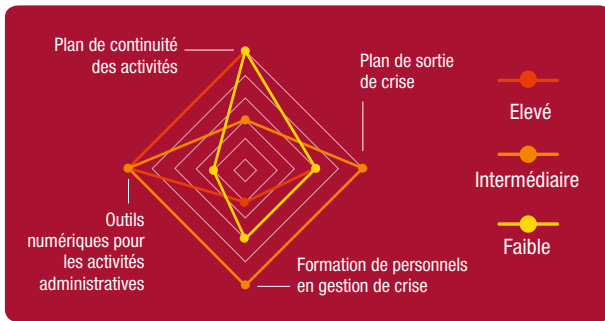 Plan de continuité
des activités
Plan de sortie
de crise
Elevé
Intermédiaire
Faible
Outils
numériques pour
les activités
administratives
Formation de personnels
en gestion de crise